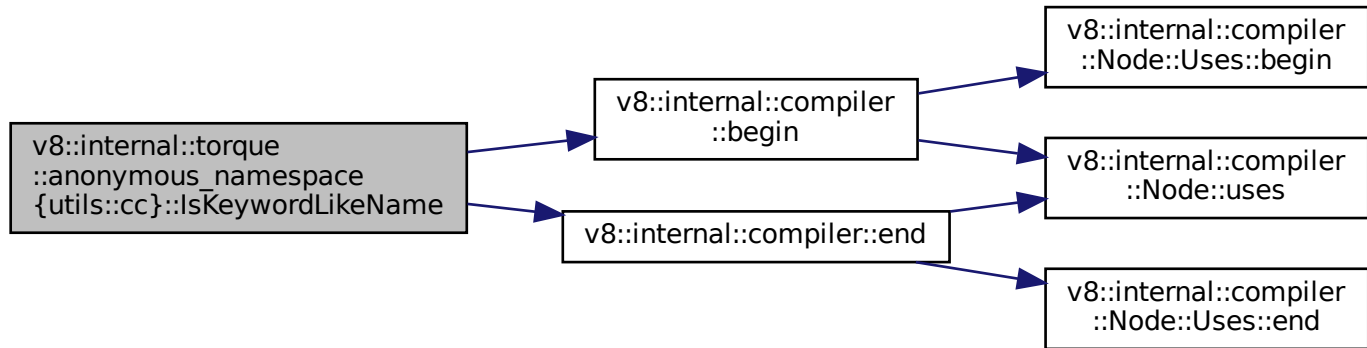 v8::internal::torque
::anonymous_namespace
{utils::cc}::IsKeywordLikeName
v8::internal::compiler
::begin
v8::internal::compiler::end
v8::internal::compiler
::Node::Uses::begin
v8::internal::compiler
::Node::uses
v8::internal::compiler
::Node::Uses::end